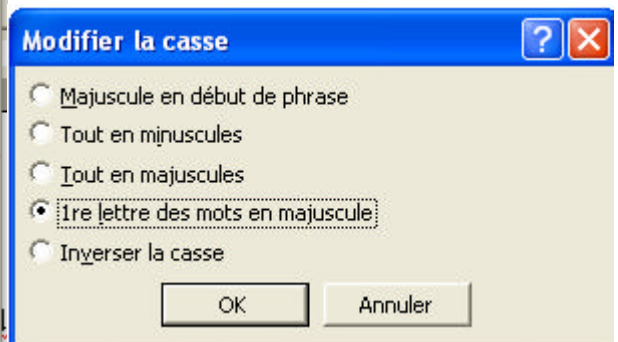 Modifier la casse
Majuscule en début de phrase
Tout en minuscules
Tout en majuscules
1re lettre des mots en majuscule
Inverser la casse
OK Annuler